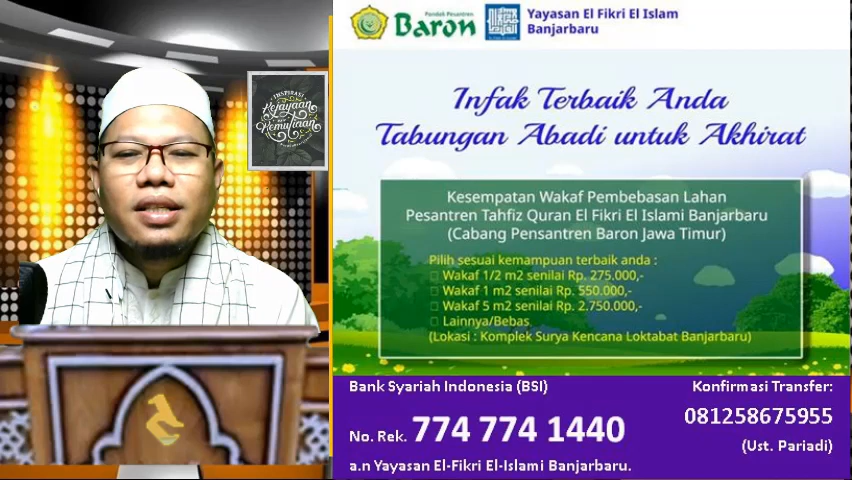 INSPIRASI
Kejayaan
Kemuliaan
Pondok Pesantren
Baron
Yayasan El Fikri El Islam
Banjarbaru
Infak Terbaik Anda
Tabungan Abadi untuk Akhirat
Kesempatan Wakaf Pembebasan Lahan
Pesantren Tahfiz Quran El Fikri El Islami Banjarbaru
(Cabang Pensantren Baron Jawa Timur)
Pilih sesuai kemampuan terbaik anda :
Wakaf 1/2 m2 senilai Rp. 275.000,-
Wakaf 1 m2 senilai Rp. 550.000,-
Wakaf 5 m2 senilai Rp. 2.750.000,-
Lainnya/Bebas
(Lokasi : Komplek Surya Kencana Loktabat Banjarbaru)
Bank Syariah Indonesia (BSI)
No. Rek. 774 774 1440
a.n Yayasan El-Fikri El-Islami Banjarbaru.
Konfirmasi Transfer:
081258675955
(Ust. Pariadi)